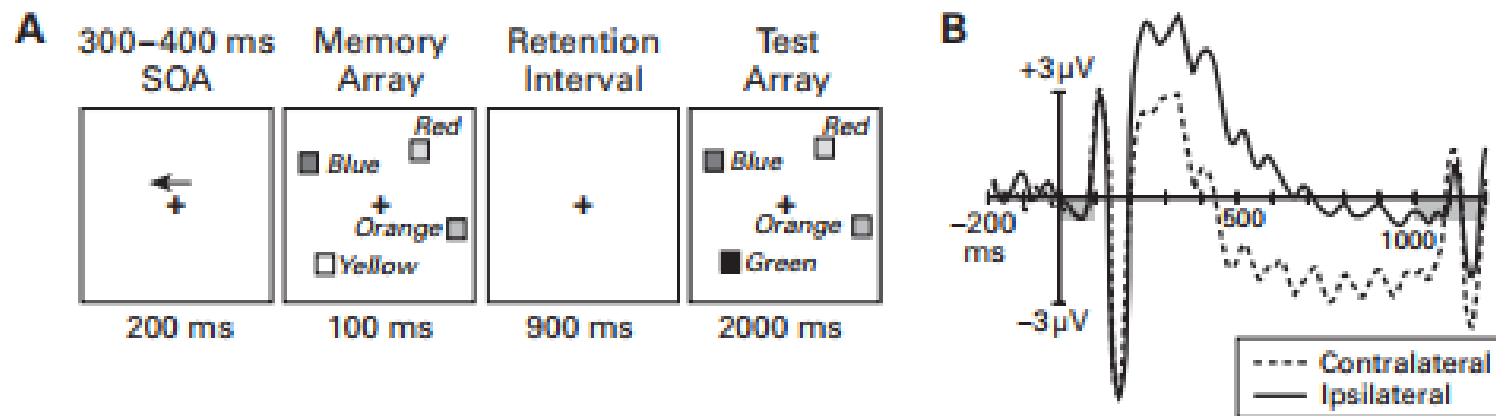 A
300–400 ms
SOA
Memory
Array
Retention
Interval
Test
Array
Red
Blue
Orange
Yellow
Red
Blue
Orange
Green
200 ms
100 ms
900 ms
2000 ms
B
+3μV
–200
ms
500
1000
–3μV
Contralateral
Ipsilateral